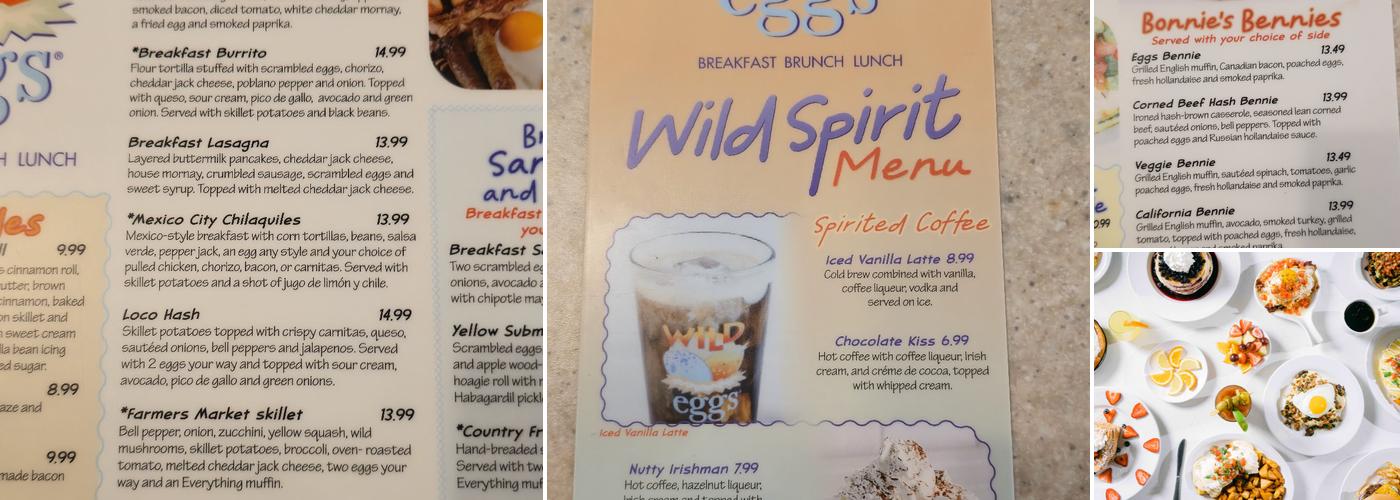 smoked bacon, diced tomato, white cheddar mornay,
a fried egg and smoked paprika.
*Breakfast Burrito 14.99
Flour tortilla stuffed with scrambled eggs, chorizo,
cheddar jack cheese, poblano pepper and onion. Topped
with queso, sour cream, pico de gallo, avocado and green
onion. Served with skillet potatoes and black beans.
Breakfast Lasagna 13.99
Layered buttermilk pancakes, cheddar jack cheese,
house mornay, crumbled sausage, scrambled eggs and
sweet syrup. Topped with melted cheddar jack cheese.
*Mexico City Chilaquiles 13.99
Mexico-style breakfast with corn tortillas, beans, salsa
verde, pepper jack, an egg any style and your choice of
pulled chicken, chorizo, bacon, or carnitas. Served with
skillet potatoes and a shot of jugo de limón y chile.
Loco Hash 14.99
Skillet potatoes topped with crispy carnitas, queso,
sautéed onions, bell peppers and jalapenos. Served
with 2 eggs your way and topped with sour cream,
avocado, pico de gallo and green onions.
*Farmers Market skillet 13.99
Bell pepper, onion, zucchini, yellow squash, wild
mushrooms, skillet potatoes, broccoli, oven- roasted
tomato, melted cheddar jack cheese, two eggs your
way and an Everything muffin.
LUNCH
9.99
cinnamon roll,
brown
cinnamon, baked
skillet and
sweet cream
bean icing
sugar.
8.99
and
9.99
made bacon
and
Breakfast
Breakfast
Two scrambled
onions, avocado
with chipotle
Yellow
Scrambled eggs
and apple wood-
hoagie roll with
Habagardil
*Country
Hand-breaded
Served with
Everything
eggs
BREAKFAST BRUNCH LUNCH
Wild Spirit
Menu
Spirited Coffee
Iced Vanilla Latte 8.99
Cold brew combined with vanilla,
coffee liqueur, vodka and
served on ice.
Chocolate Kiss 6.99
Hot coffee with coffee liqueur, Irish
cream, and créme de cocoa, topped
with whipped cream.
WILD
eggs
Iced Vanilla Latte
Nutty Irishman 7.99
Hot coffee, hazelnut liqueur,
Irish cream and topped with
Bonnie's Bennies
Served with your choice of side
Eggs Bennie 13.49
Grilled English muffin, Canadian bacon, poached eggs,
fresh hollandaise and smoked paprika.
Corned Beef Hash Bennie 13.99
Ironed hash-brown casserole, seasoned lean corned
beef, sautéed onions, bell peppers. Topped with
poached eggs and Russian hollandaise sauce.
Veggie Bennie 13.49
Grilled English muffin, sautéed spinach, tomatoes, garlic
poached eggs, fresh hollandaise and smoked paprika.
California Bennie 13.99
Grilled English muffin, avocado, smoked turkey, grilled
tomato, topped with poached eggs, fresh hollandaise,
and smoked paprika.